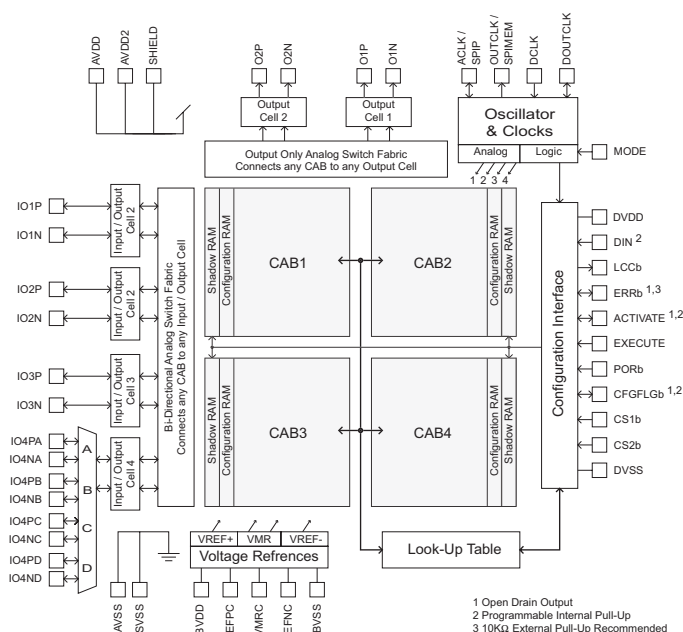 AVDD
AVDD2
SHIELD
O2P
O2N
O1P
O1N
ACLK / SPIP
OUTCLK / SPIMEM
DCLK
DOUTCLK
Output Cell 2
Output Cell 1
Oscillator & Clocks
Analog
Logic
MODE
1 2 3 4
Output Only Analog Switch Fabric
Connects any CAB to any Output Cell
IO1P
IO1N
Input / Output Cell 2
IO2P
IO2N
Input / Output Cell 2
IO3P
IO3N
Input / Output Cell 3
IO4PA
IO4NA
IO4PB
IO4NB
IO4PC
IO4NC
IO4PD
IO4ND
A
B
C
D
Input / Output Cell 4
Bi-Directional Analog Switch Fabric
Connects any CAB to any Input / Output Cell
Shadow RAM
Configuration RAM
CAB1
CAB2
Shadow RAM
Configuration RAM
Shadow RAM
Configuration RAM
CAB3
CAB4
Shadow RAM
Configuration RAM
Configuration Interface
DVDD
DIN 2
LCCb
ERRb 1,3
ACTIVATE 1,2
EXECUTE
PORb
CFGFLGb 1,2
CS1b
CS2b
DVSS
VREF+
VMR
VREF-
Voltage Refrences
Look-Up Table
AVSS
SVSS
BVDD
EFPC
VMRC
EFNC
BVSS
1 Open Drain Output
2 Programmable Internal Pull-Up
3 10KΩ External Pull-Up Recommended